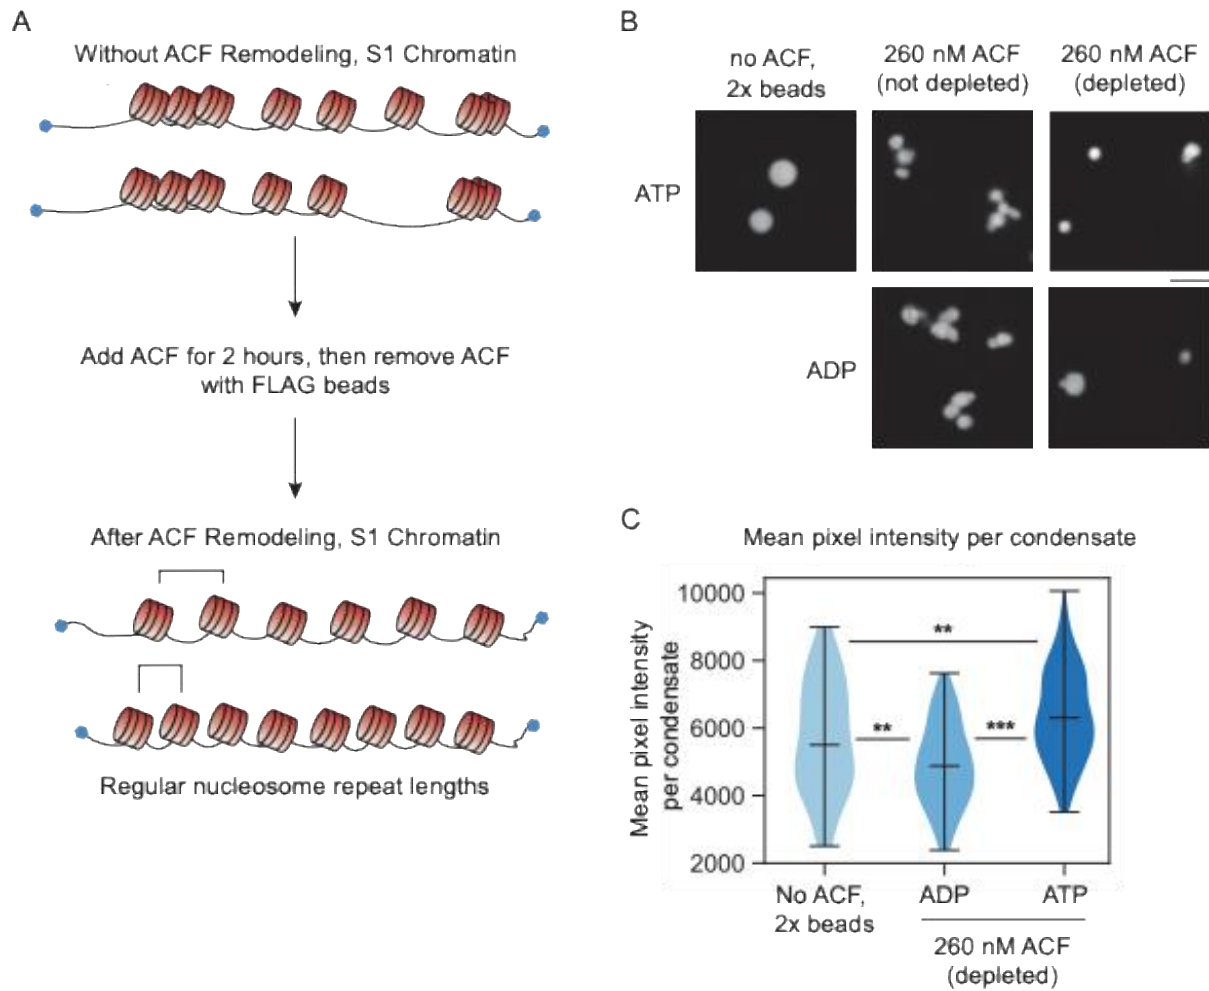 A
Without ACF Remodeling, S1 Chromatin
Add ACF for 2 hours, then remove ACF
with FLAG beads
After ACF Remodeling, S1 Chromatin
Regular nucleosome repeat lengths
B
no ACF,
2x beads
260 nM ACF
(not depleted)
260 nM ACF
(depleted)
ATP
ADP
C
Mean pixel intensity per condensate
Mean pixel intensity
per condensate
10000
8000
6000
4000
2000
**
**
***
No ACF,
2x beads
ADP
ATP
260 nM ACF
(depleted)